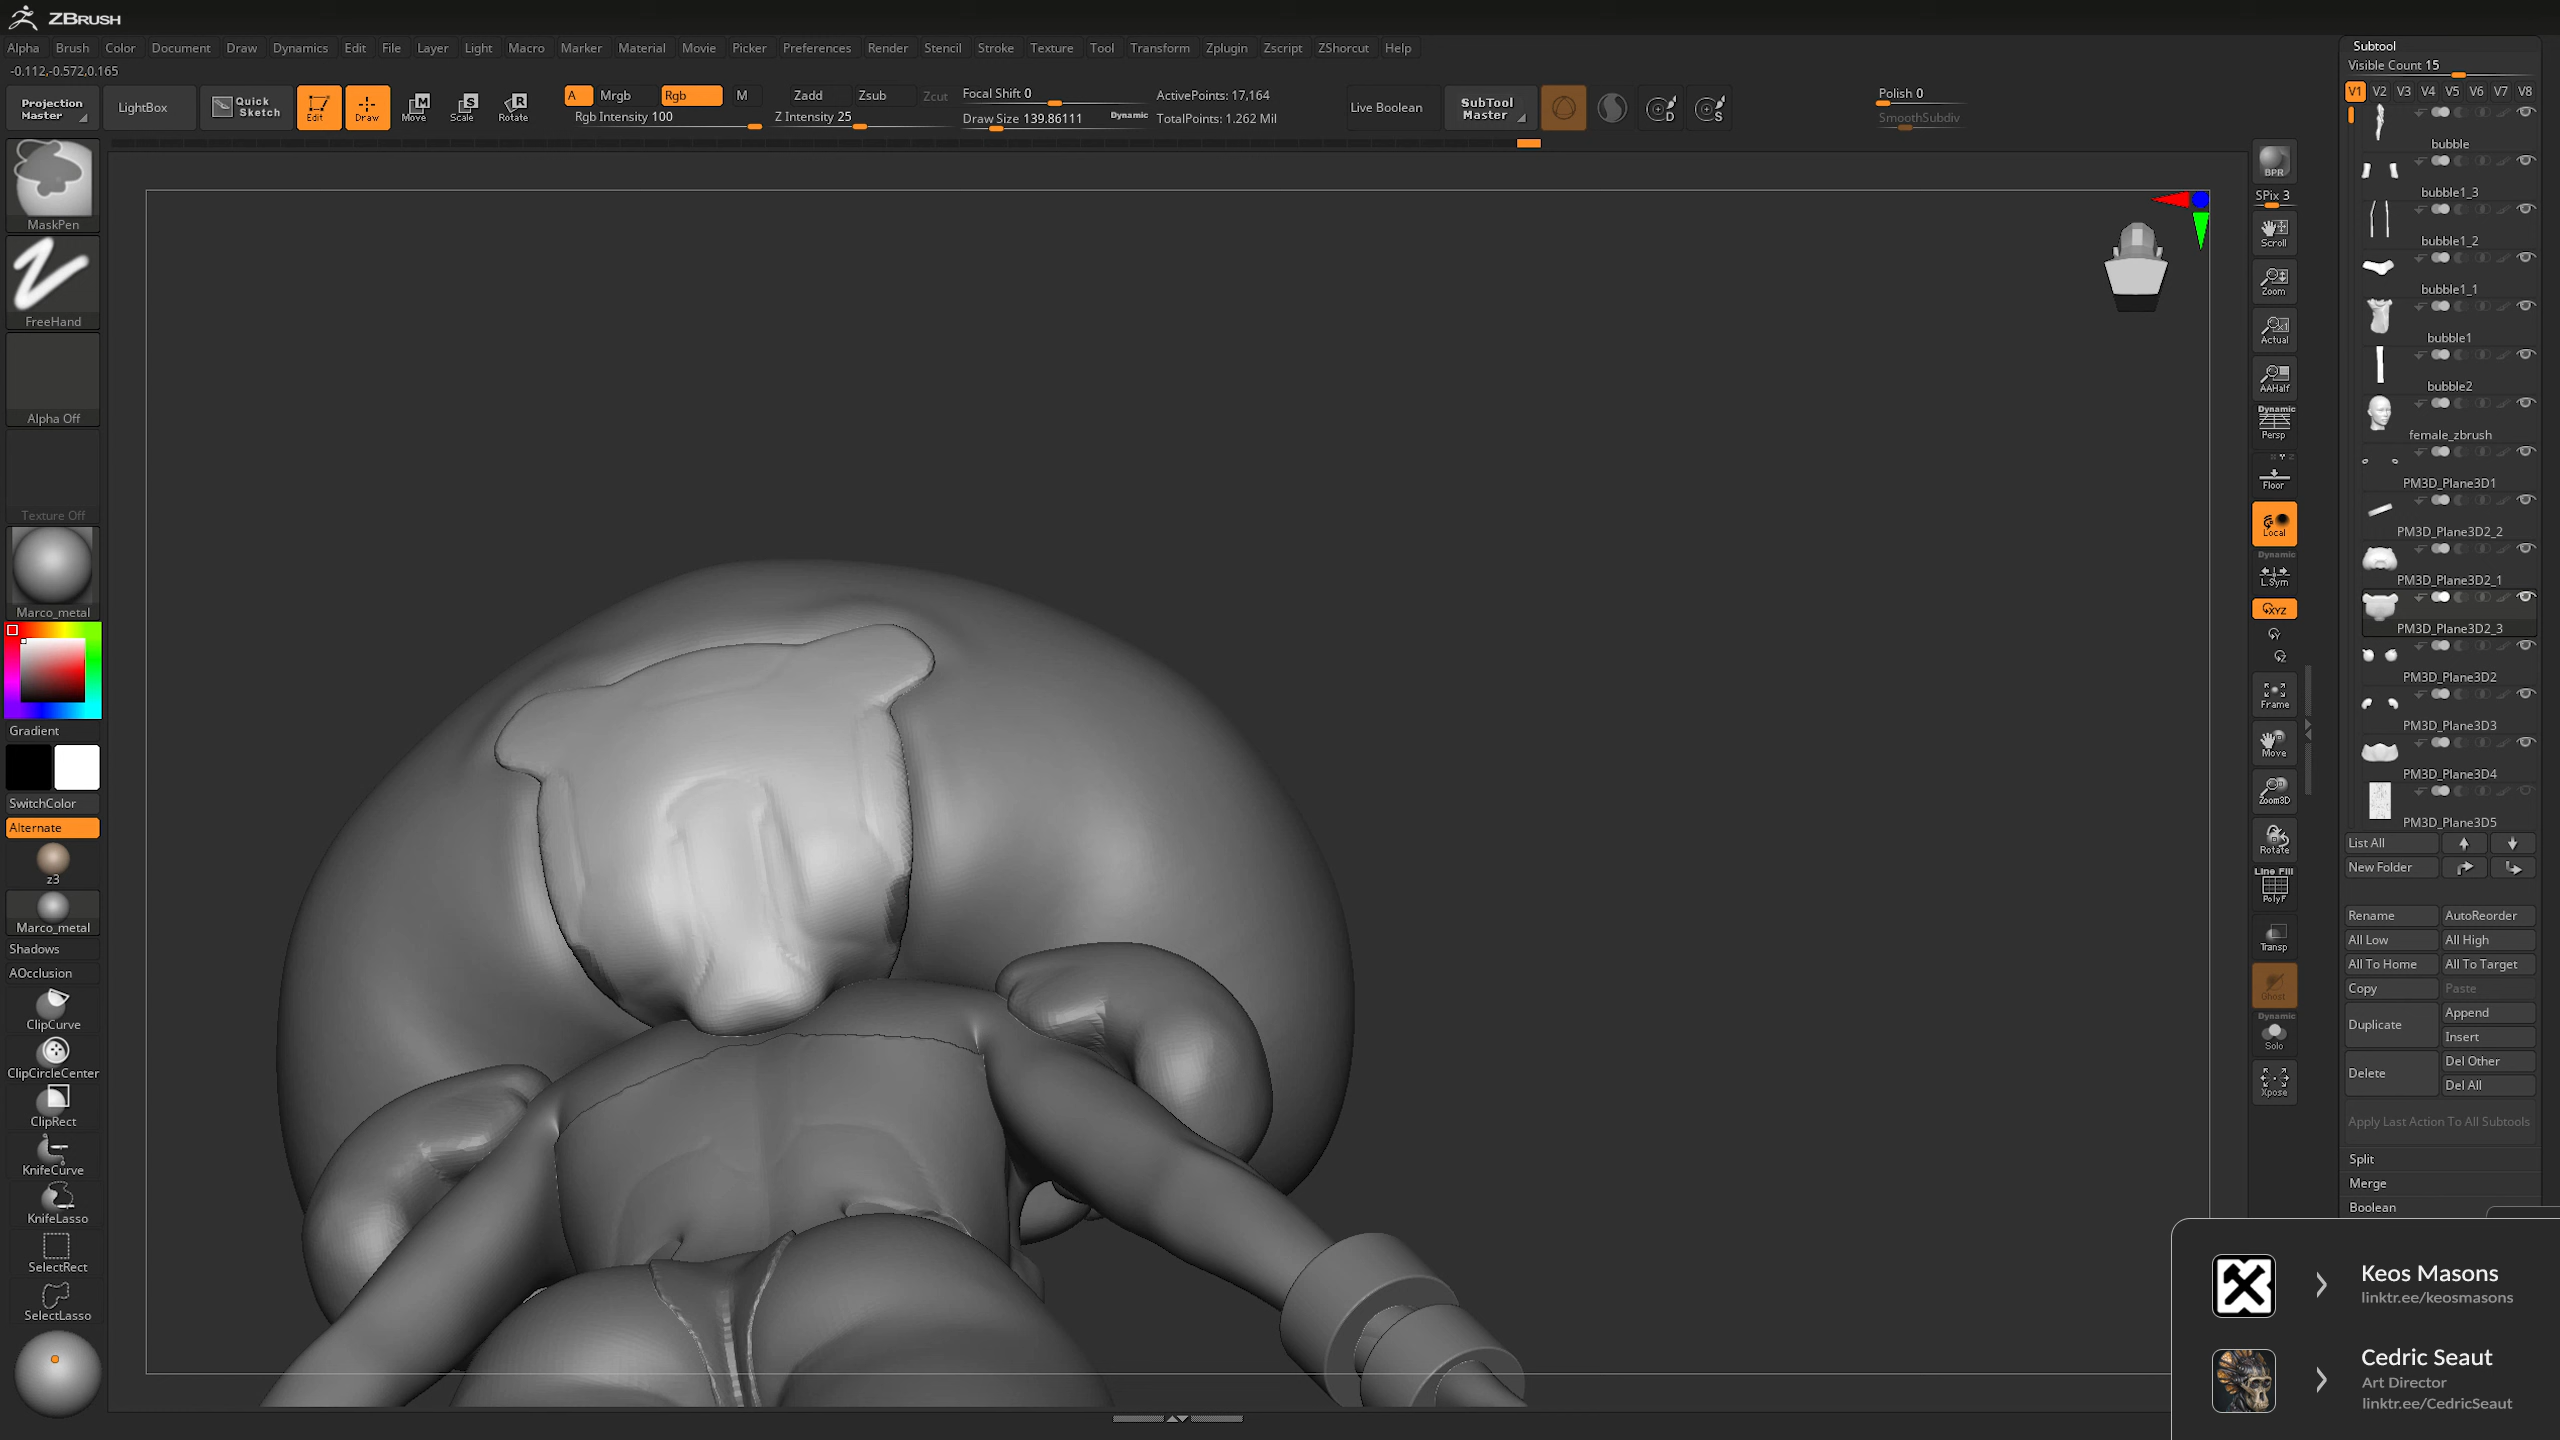 ZBRUSH
Alpha Brush Color Document Draw Dynamics Edit File Layer Light Macro Marker Material Movie Picker Preferences Render Stencil Stroke Texture Tool Transform Zplugin Zscript ZShorcut Help
-0.112,-0.572,0.165
Projection Master
LightBox
Quick Sketch
Edit
Draw
Move
Scale
Rotate
A Mrgb Rgb M
Rgb Intensity 100
Zadd Zsub Zcut
Z Intensity 25
Focal Shift 0
Draw Size 139.86111
Dynamic
ActivePoints: 17,164
TotalPoints: 1.262 Mil
Live Boolean
SubTool Master
Polish 0
SmoothSubdiv
MaskPen
FreeHand
Alpha Off
Texture Off
Marco_metal
Gradient
SwitchColor
Alternate
z3
Marco_metal
Shadows
AOcclusion
ClipCurve
ClipCircleCenter
ClipRect
KnifeCurve
KnifeLasso
SelectRect
SelectLasso
BPR
SPix 3
Scroll
Zoom
Actual
AAHalf
Dynamic
Persp
Floor
Local
Dynamic
L.Sym
XYZ
Y
Z
Frame
Move
Zoom3D
Rotate
Line Fill
PolyF
Transp
Ghost
Dynamic
Solo
Xpose
Subtool
Visible Count 15
V1 V2 V3 V4 V5 V6 V7 V8
bubble
bubble1_3
bubble1_2
bubble1_1
bubble1
bubble2
female_zbrush
PM3D_Plane3D1
PM3D_Plane3D2_2
PM3D_Plane3D2_1
PM3D_Plane3D2_3
PM3D_Plane3D2
PM3D_Plane3D3
PM3D_Plane3D4
PM3D_Plane3D5
List All
New Folder
Rename AutoReorder
All Low All High
All To Home All To Target
Copy Paste
Duplicate Append
Insert
Delete Del Other
Del All
Apply Last Action To All Subtools
Split
Merge
Boolean
Keos Masons
linktr.ee/keosmasons
Cedric Seaut
Art Director
linktr.ee/CedricSeaut